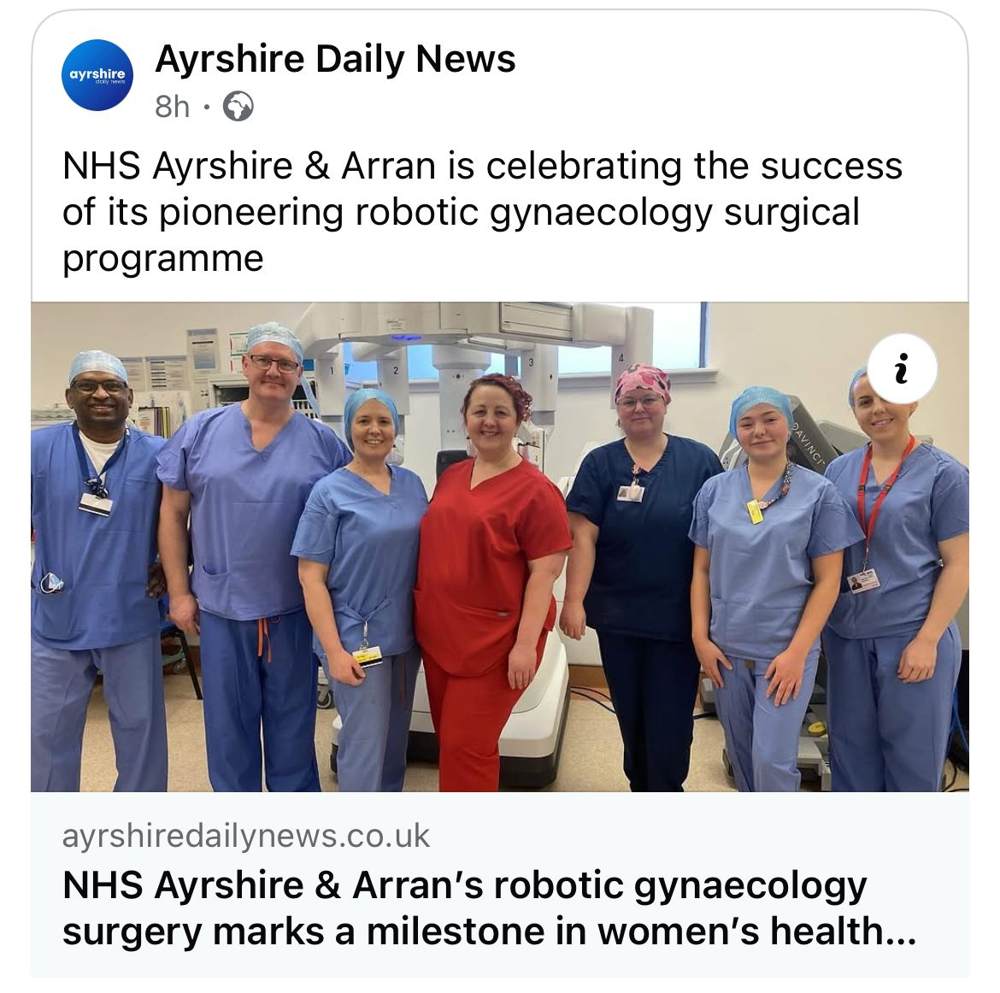 ayrshire
daily news
Ayrshire Daily News
8h ·
NHS Ayrshire & Arran is celebrating the success
of its pioneering robotic gynaecology surgical
programme
1
2
3
4
DAVINCI™
i
ayrshiredailynews.co.uk
NHS Ayrshire & Arran’s robotic gynaecology
surgery marks a milestone in women’s health...